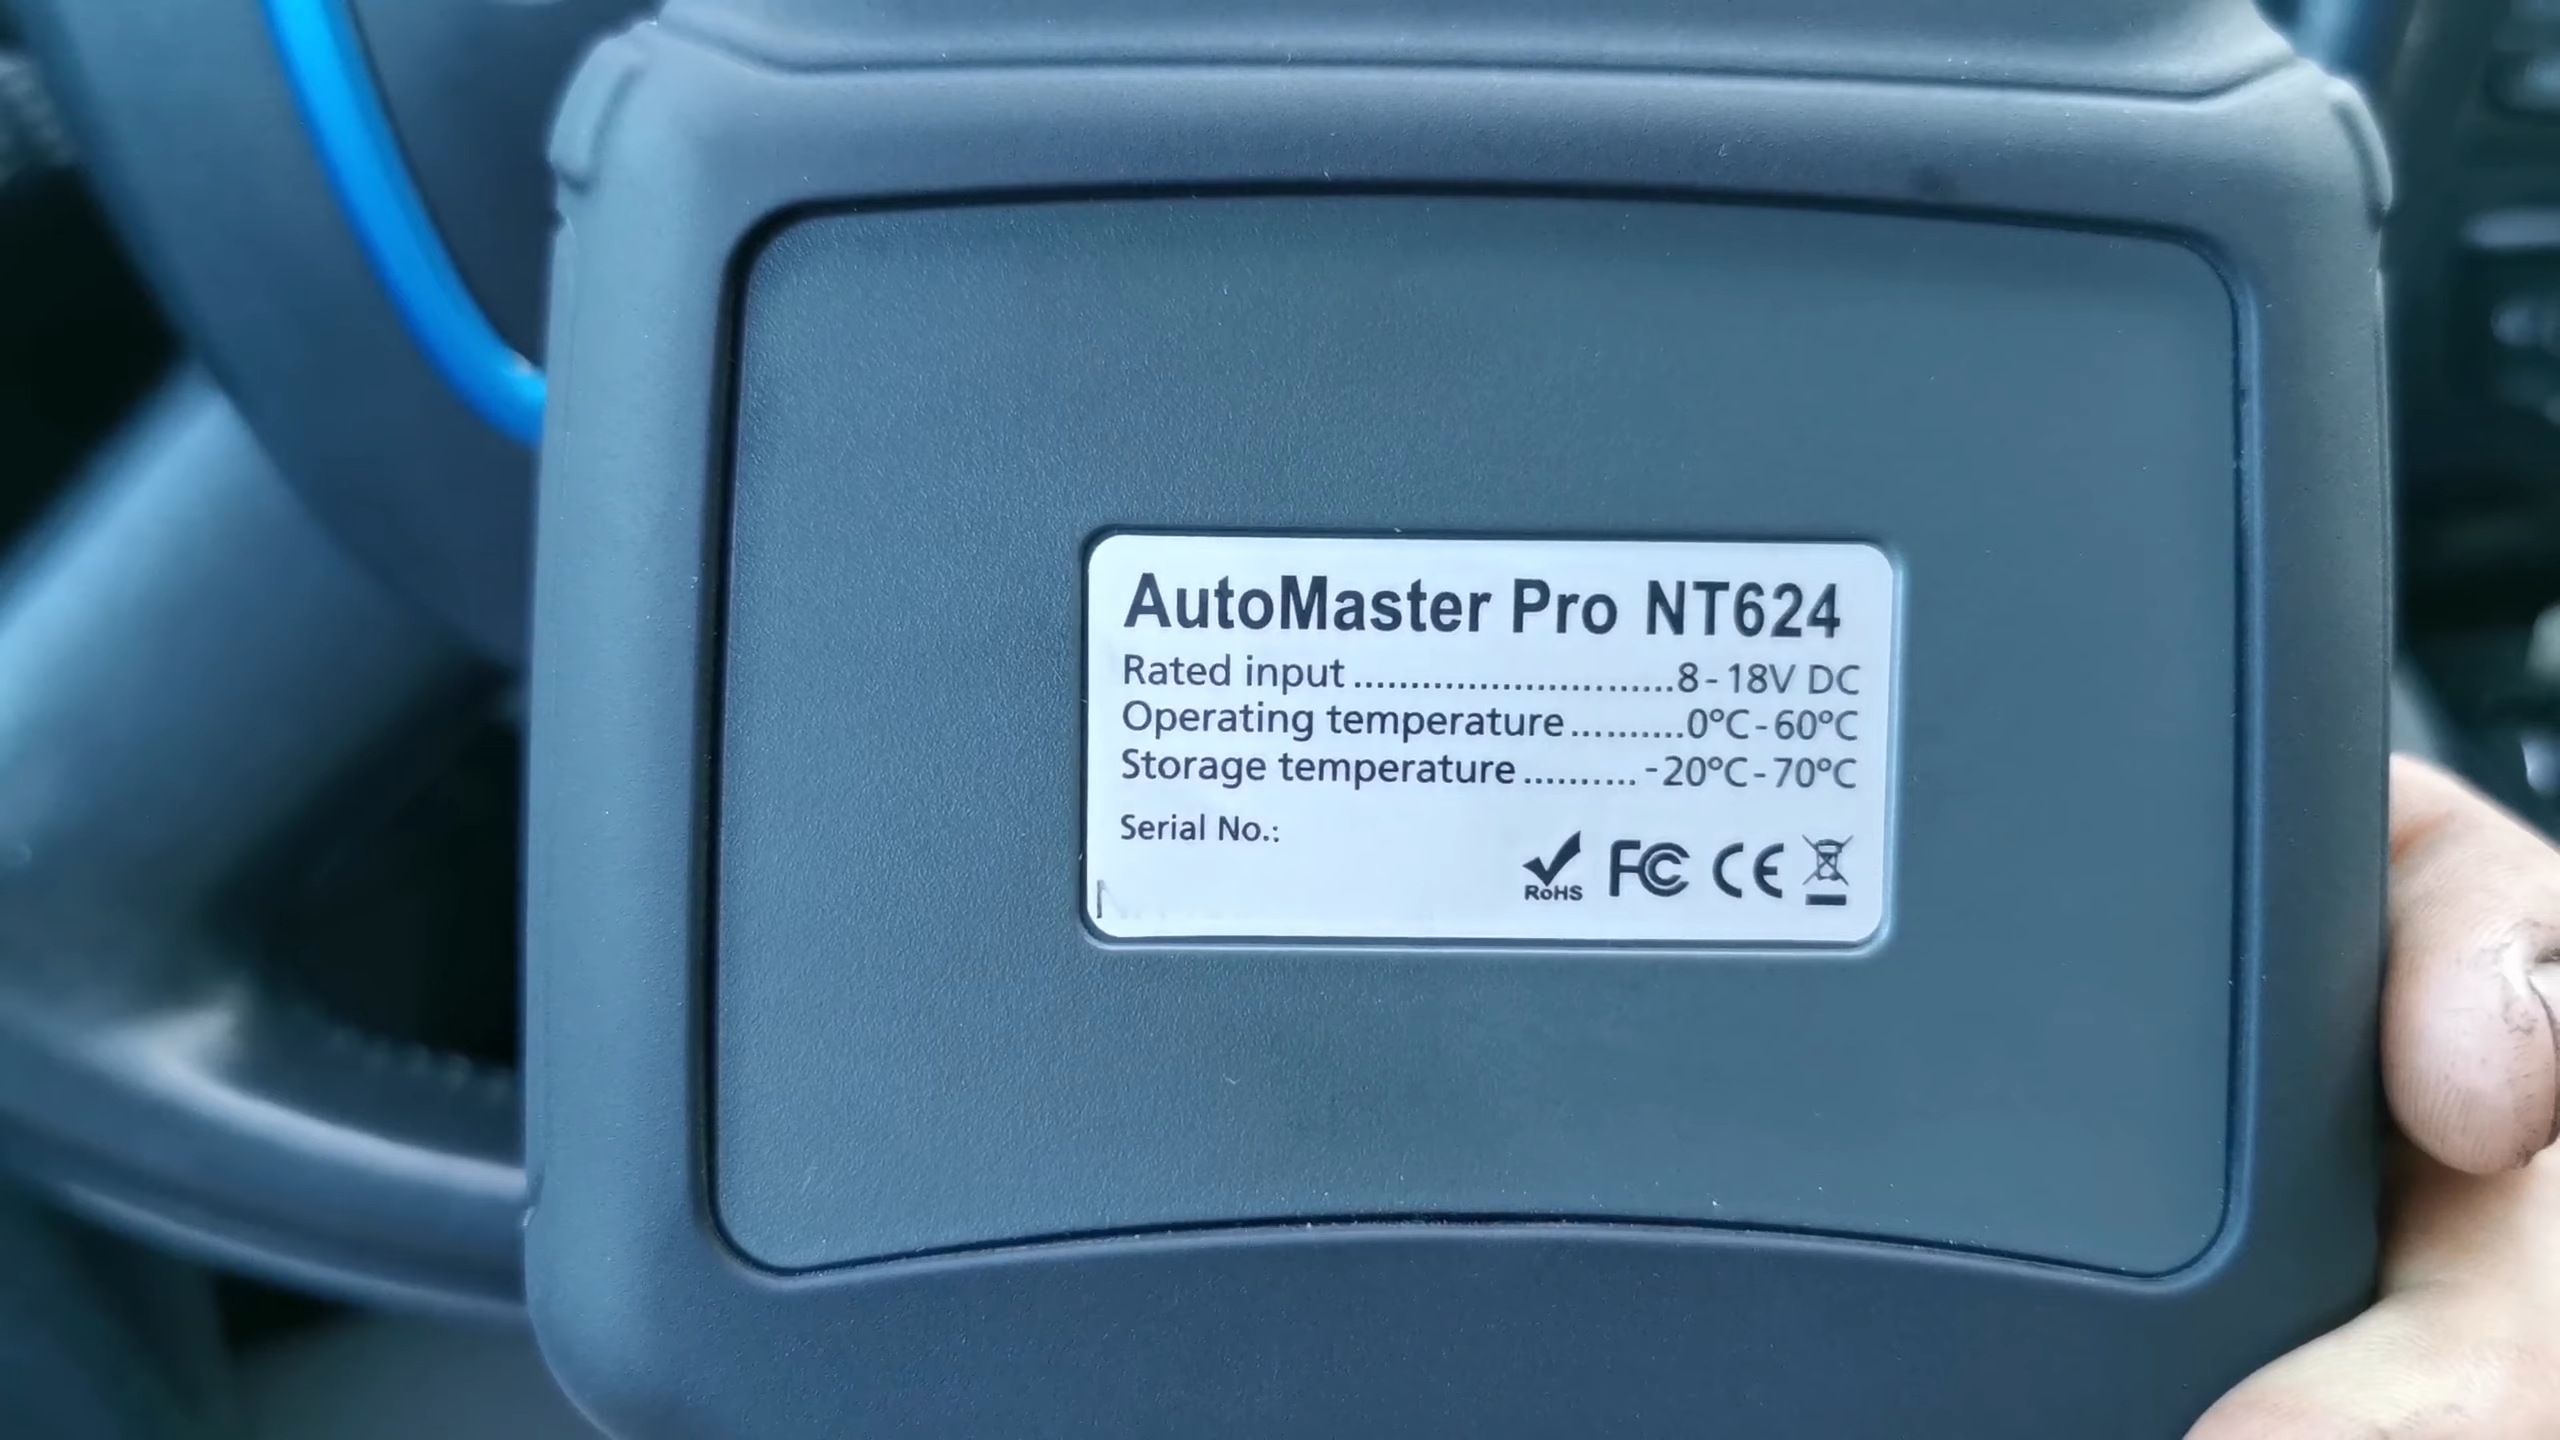 AutoMaster Pro NT624
Rated input ............................8-18V DC
Operating temperature..........0°C-60°C
Storage temperature.......... -20°C-70°C
Serial No.:
RoHS FC CE